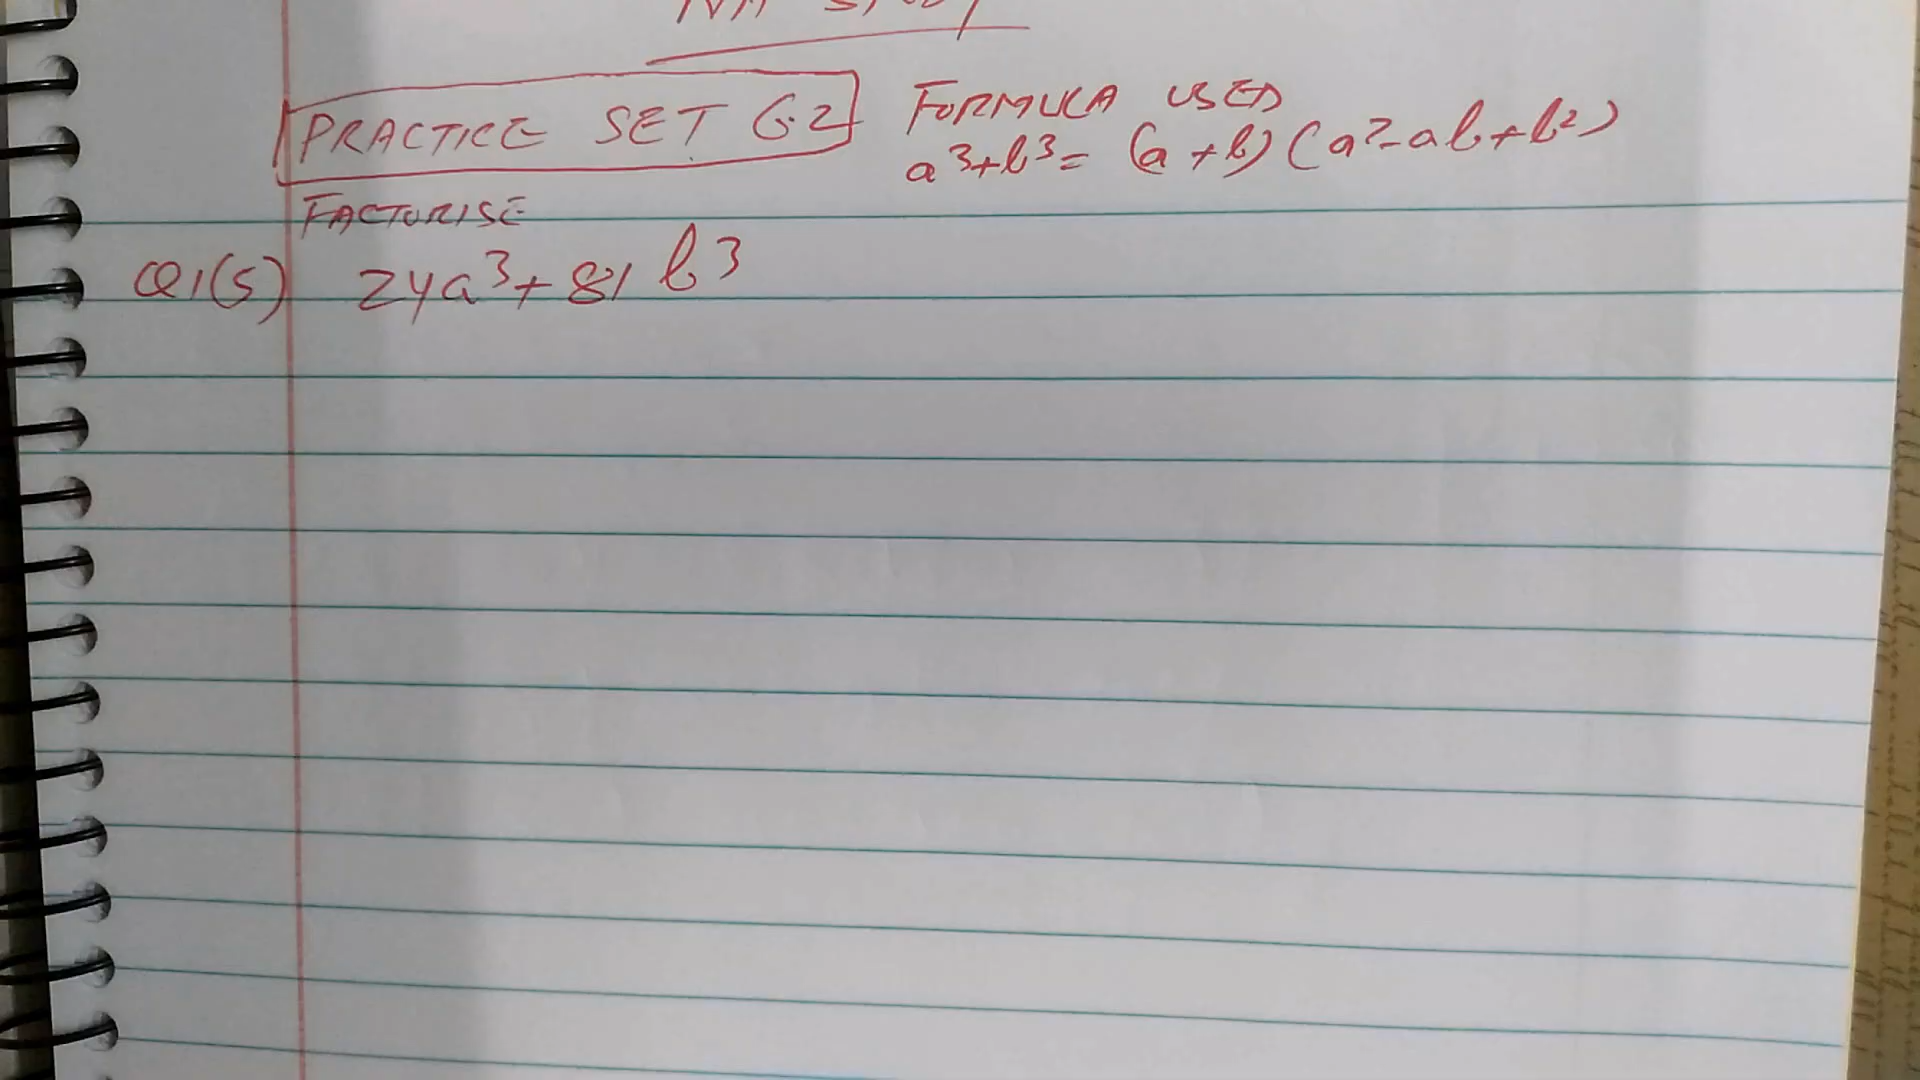 PRACTICE SET 6.2
FORMULA USED
a³+b³= (a+b)(a²-ab+b²)
FACTORISE
Q1(5) 24a³+81b³